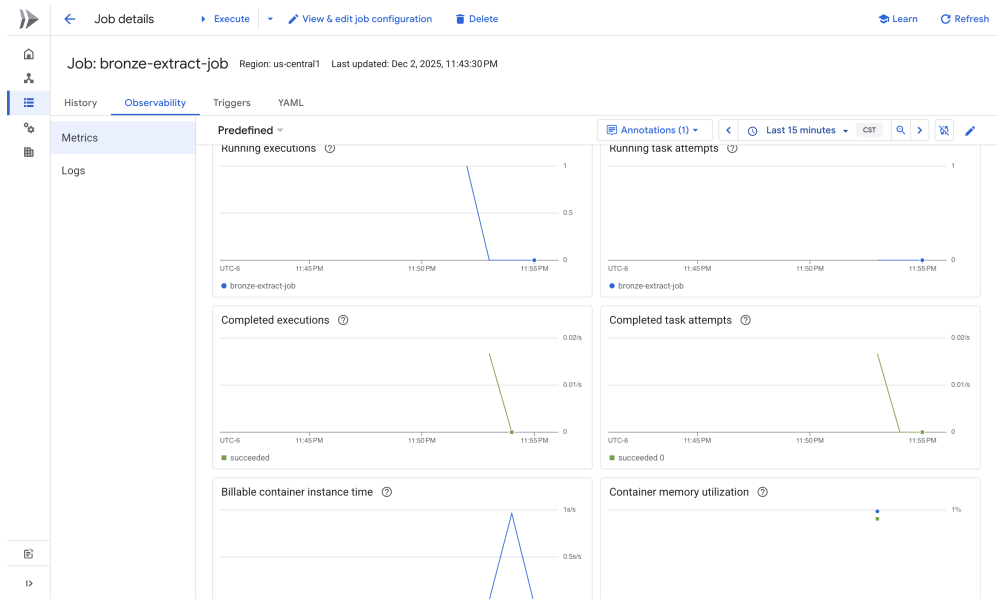 Job details
Execute
View & edit job configuration
Delete
Learn
Refresh
Job: bronze-extract-job
Region: us-central1
Last updated: Dec 2, 2025, 11:43:30 PM
History
Observability
Triggers
YAML
Metrics
Logs
Predefined
Annotations (1)
Last 15 minutes
CST
Running executions
1
0.5
0
UTC-6
11:45 PM
11:50 PM
11:55 PM
bronze-extract-job
Running task attempts
1
0
UTC-6
11:45 PM
11:50 PM
11:55 PM
bronze-extract-job
Completed executions
0.02/s
0.01/s
0
UTC-6
11:45 PM
11:50 PM
11:55 PM
succeeded
Completed task attempts
0.02/s
0.01/s
0
UTC-6
11:45 PM
11:50 PM
11:55 PM
succeeded 0
Billable container instance time
1s/s
0.5s/s
Container memory utilization
1%